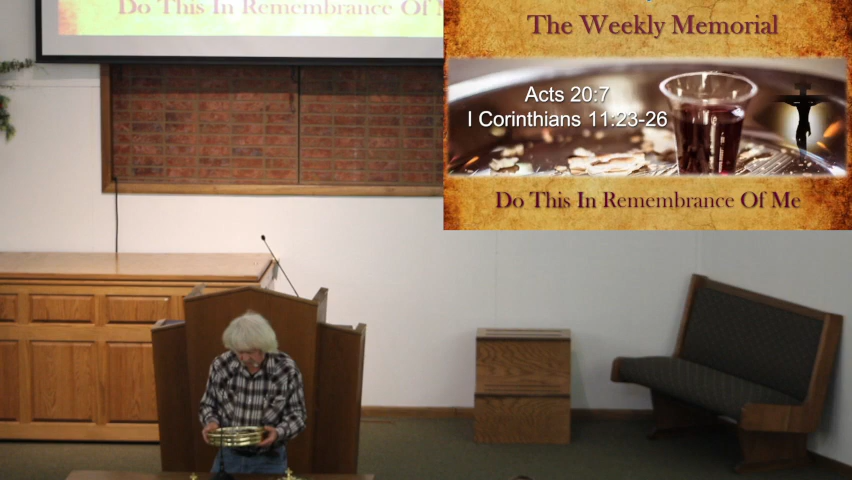 Do This In Remembrance Of
The Weekly Memorial
Acts 20:7
I Corinthians 11:23-26
Do This In Remembrance Of Me